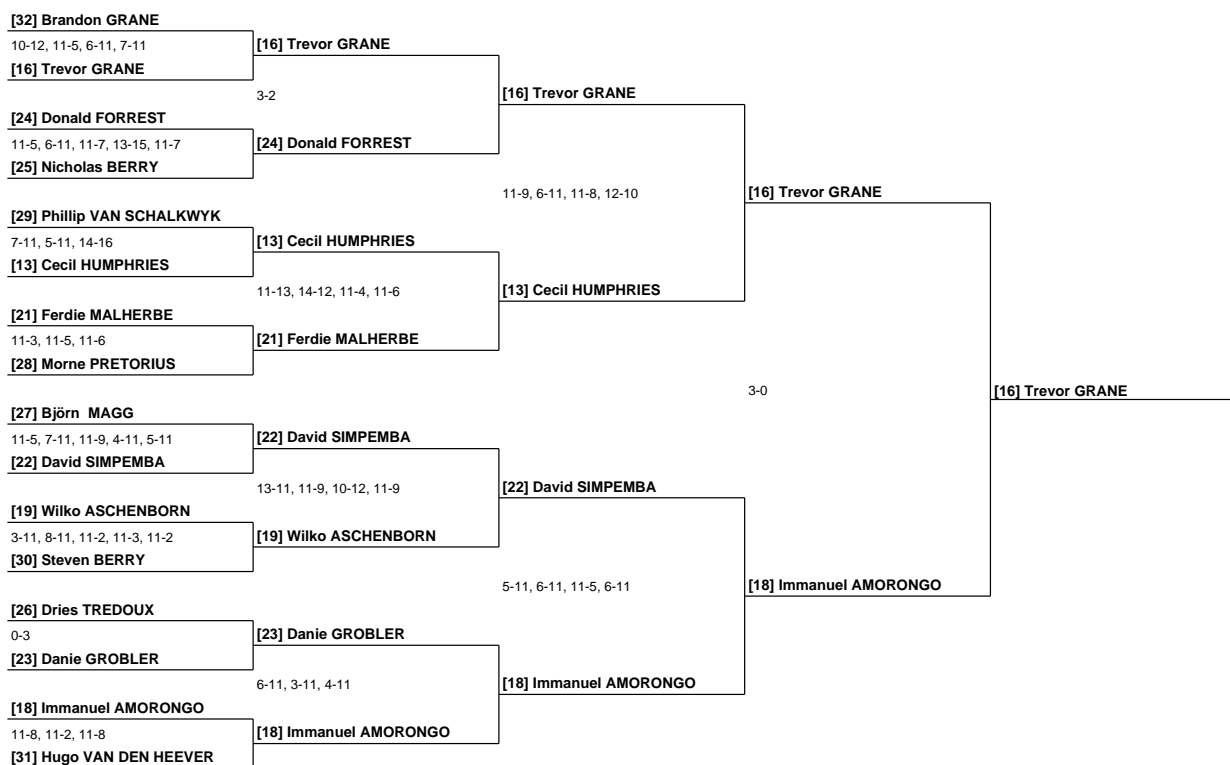 [32] Brandon GRANE
10-12, 11-5, 6-11, 7-11
[16] Trevor GRANE
[16] Trevor GRANE
3-2
[16] Trevor GRANE
[24] Donald FORREST
11-5, 6-11, 11-7, 13-15, 11-7
[24] Donald FORREST
[25] Nicholas BERRY
11-9, 6-11, 11-8, 12-10
[16] Trevor GRANE
[29] Phillip VAN SCHALKWYK
7-11, 5-11, 14-16
[13] Cecil HUMPHRIES
[13] Cecil HUMPHRIES
11-13, 14-12, 11-4, 11-6
[13] Cecil HUMPHRIES
[21] Ferdie MALHERBE
11-3, 11-5, 11-6
[21] Ferdie MALHERBE
[28] Morne PRETORIUS
3-0
[16] Trevor GRANE
[27] Björn MAGG
11-5, 7-11, 11-9, 4-11, 5-11
[22] David SIMPEMBA
[22] David SIMPEMBA
13-11, 11-9, 10-12, 11-9
[22] David SIMPEMBA
[19] Wilko ASCHENBORN
3-11, 8-11, 11-2, 11-3, 11-2
[19] Wilko ASCHENBORN
[30] Steven BERRY
5-11, 6-11, 11-5, 6-11
[18] Immanuel AMORONGO
[26] Dries TREDOUX
0-3
[23] Danie GROBLER
[23] Danie GROBLER
6-11, 3-11, 4-11
[18] Immanuel AMORONGO
[18] Immanuel AMORONGO
11-8, 11-2, 11-8
[18] Immanuel AMORONGO
[31] Hugo VAN DEN HEEVER